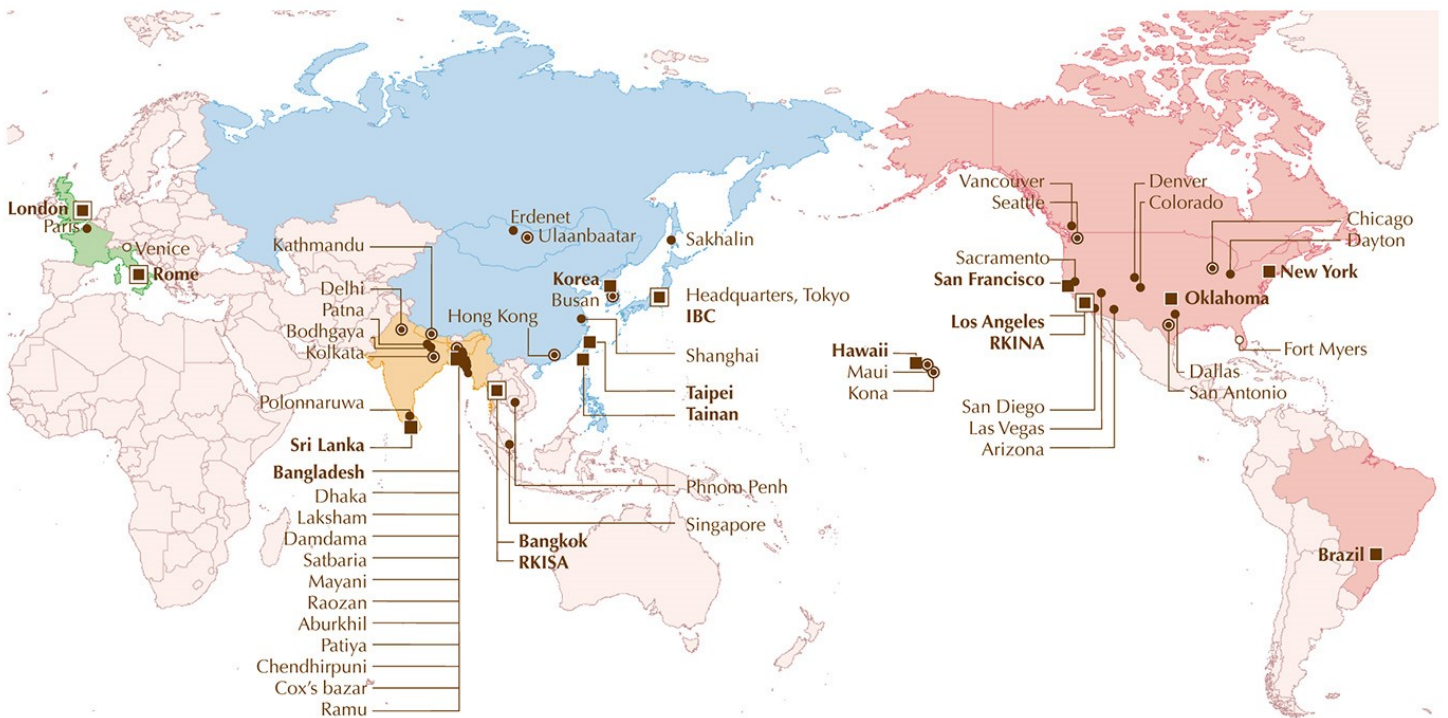 London
Paris
Venice
Rome
Kathmandu
Delhi
Patna
Bodhgaya
Kolkata
Polonnaruwa
Sri Lanka
Bangladesh
Dhaka
Laksham
Damdama
Satbaria
Mayani
Raozan
Aburkhil
Patiya
Chendhirpuni
Cox's bazar
Ramu
Erdenet
Ulaanbaatar
Sakhalin
Korea
Busan
Headquarters, Tokyo
IBC
Hong Kong
Shanghai
Taipei
Tainan
Phnom Penh
Singapore
Bangkok
RKISA
Hawaii
Maui
Kona
Vancouver
Seattle
Sacramento
San Francisco
Los Angeles
RKINA
San Diego
Las Vegas
Arizona
Denver
Colorado
Chicago
Dayton
New York
Oklahoma
Fort Myers
Dallas
San Antonio
Brazil